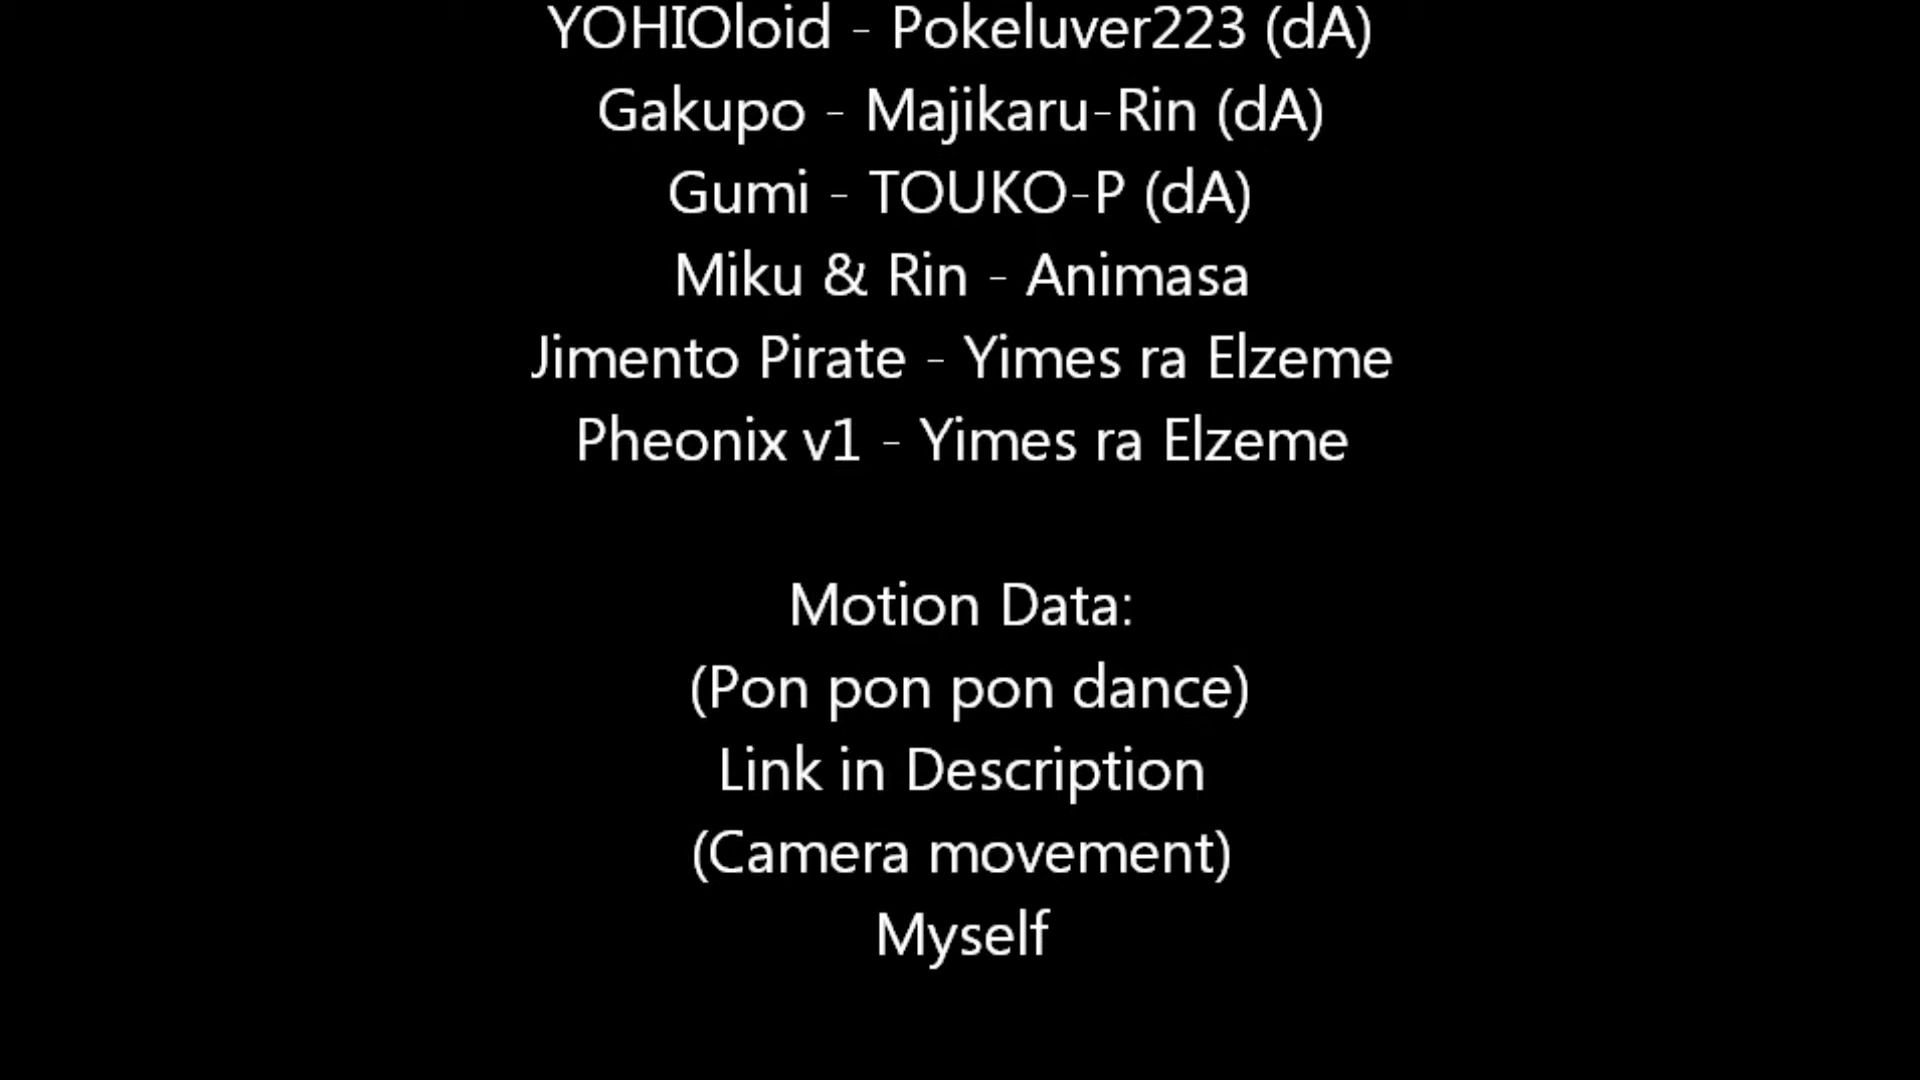 YOHIOloid - Pokeluver223 (dA)
Gakupo - Majikaru-Rin (dA)
Gumi - TOUKO-P (dA)
Miku & Rin - Animasa
Jimento Pirate - Yimes ra Elzeme
Pheonix v1 - Yimes ra Elzeme
Motion Data:
(Pon pon pon dance)
Link in Description
(Camera movement)
Myself